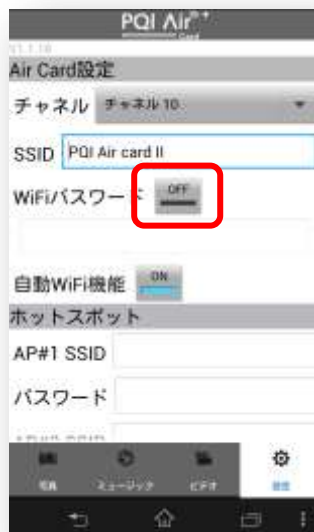 PQI Air
Card
V1.1.18
Air Card設定
チャネル チャネル 10
SSID PQI Air card II
WiFiパスワード OFF
自動WiFi機能 ON
ホットスポット
AP#1 SSID
パスワード
写真 ミュージック ビデオ 設定